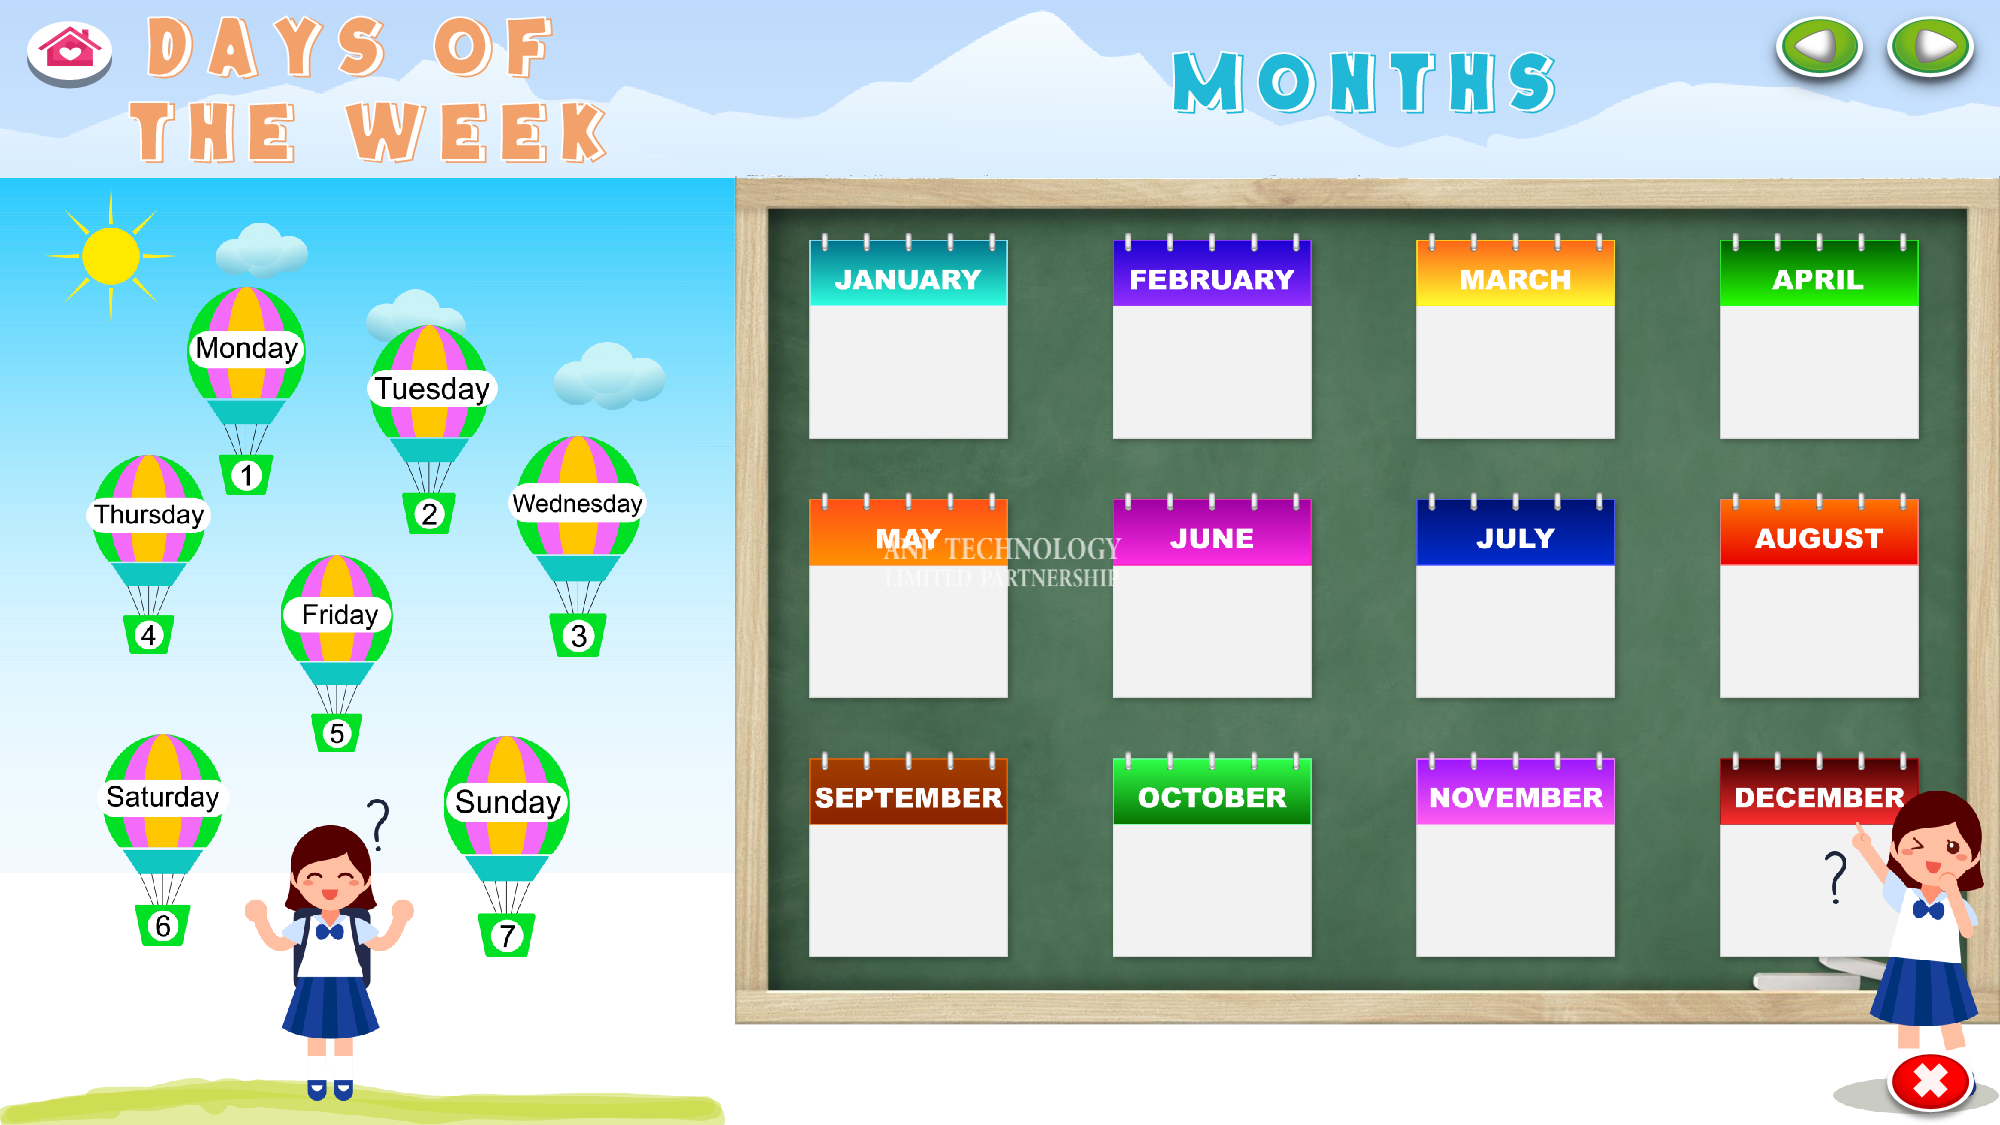 DAYS OF
THE WEEK
MONTHS
Monday
1
Tuesday
2
Wednesday
3
Thursday
4
Friday
5
Saturday
6
Sunday
7
?
JANUARY
FEBRUARY
MARCH
APRIL
MAY
JUNE
JULY
AUGUST
ANP TECHNOLOGY
LIMITED PARTNERSHIP
SEPTEMBER
OCTOBER
NOVEMBER
DECEMBER
?